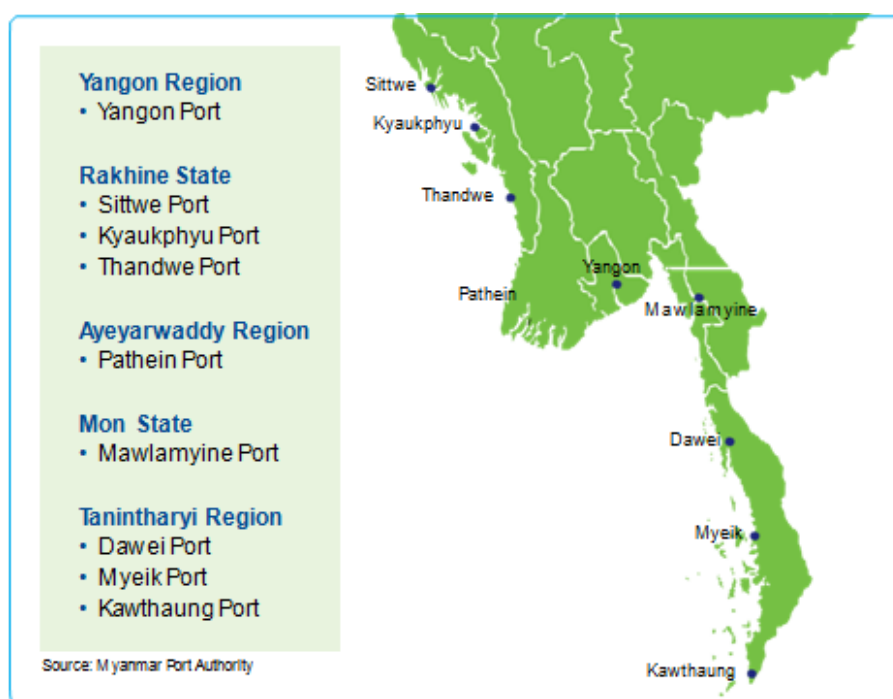 Yangon Region
• Yangon Port
Rakhine State
• Sittwe Port
• Kyaukphyu Port
• Thandwe Port
Ayeyarwaddy Region
• Pathein Port
Mon State
• Mawlamyine Port
Tanintharyi Region
• Dawei Port
• Myeik Port
• Kawthaung Port
Source: Myanmar Port Authority
Sittwe
Kyaukphyu
Thandwe
Yangon
Pathein
Mawlamyine
Dawei
Myeik
Kawthaung